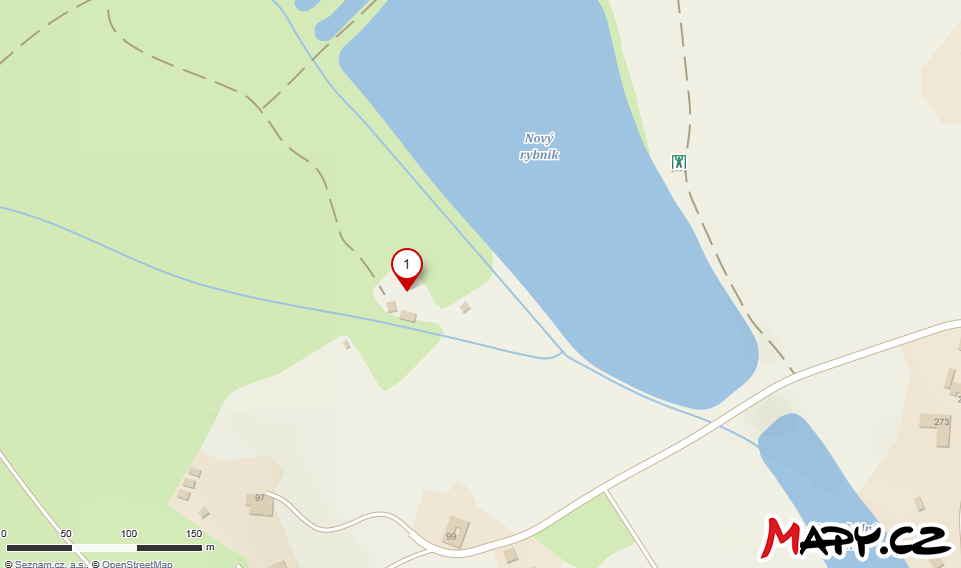 Nový
rybník
1
273
97
99
0 50 100 150 m
MAPY.CZ
© Seznam.cz, a.s., © OpenStreetMap